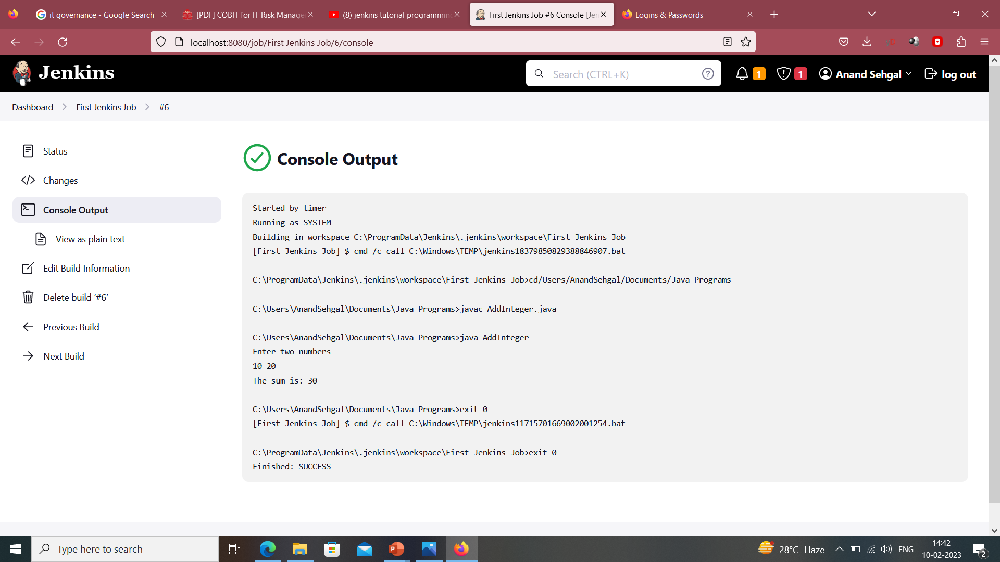 it governance - Google Search
[PDF] COBIT for IT Risk Manage
(8) jenkins tutorial programming
First Jenkins Job #6 Console [Jen
Logins & Passwords
localhost:8080/job/First Jenkins Job/6/console
Jenkins
Search (CTRL+K)
1
1
Anand Sehgal
log out
Dashboard
First Jenkins Job
#6
Status
Changes
Console Output
View as plain text
Edit Build Information
Delete build ‘#6’
Previous Build
Next Build
Console Output
Started by timer
Running as SYSTEM
Building in workspace C:\ProgramData\Jenkins\.jenkins\workspace\First Jenkins Job
[First Jenkins Job] $ cmd /c call C:\Windows\TEMP\jenkins18379850829388846907.bat
C:\ProgramData\Jenkins\.jenkins\workspace\First Jenkins Job>cd/Users/AnandSehgal/Documents/Java Programs
C:\Users\AnandSehgal\Documents\Java Programs>javac AddInteger.java
C:\Users\AnandSehgal\Documents\Java Programs>java AddInteger
Enter two numbers
10 20
The sum is: 30
C:\Users\AnandSehgal\Documents\Java Programs>exit 0
[First Jenkins Job] $ cmd /c call C:\Windows\TEMP\jenkins11715701669002001254.bat
C:\ProgramData\Jenkins\.jenkins\workspace\First Jenkins Job>exit 0
Finished: SUCCESS
Type here to search
28°C Haze
ENG
14:42
10-02-2023
2